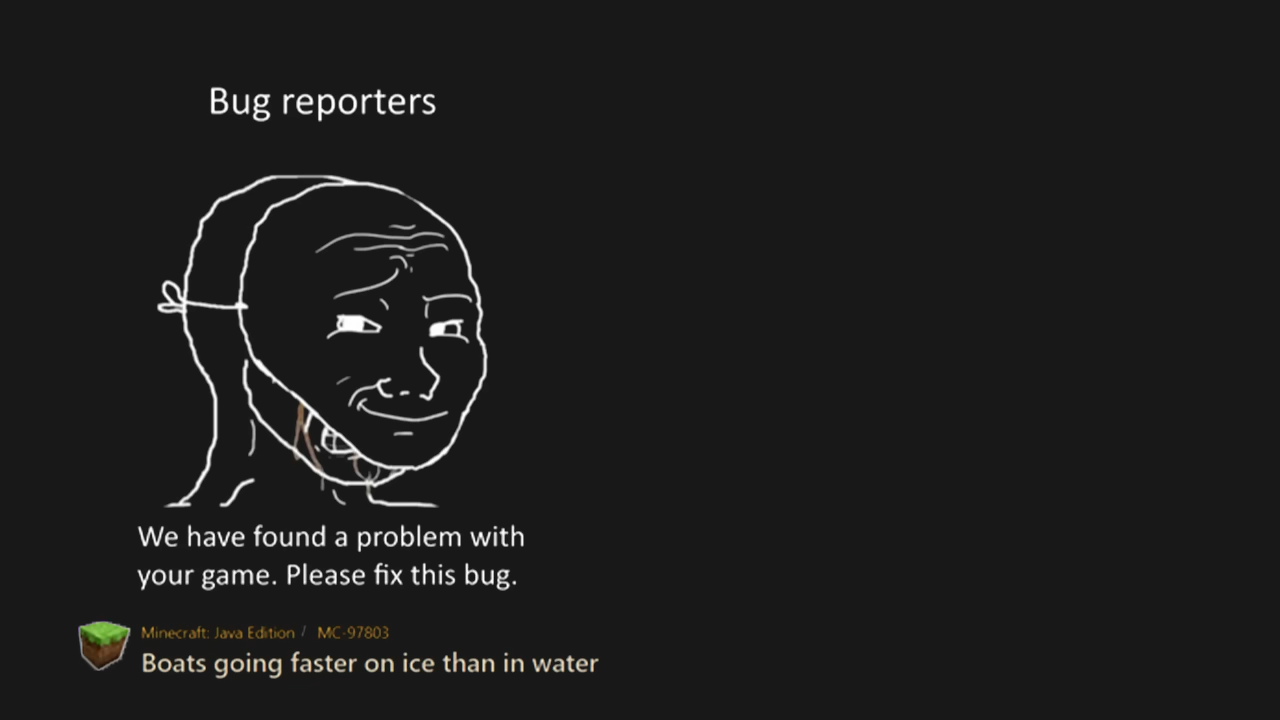 Bug reporters
We have found a problem with
your game. Please fix this bug.
Minecraft: Java Edition / MC-97803
Boats going faster on ice than in water